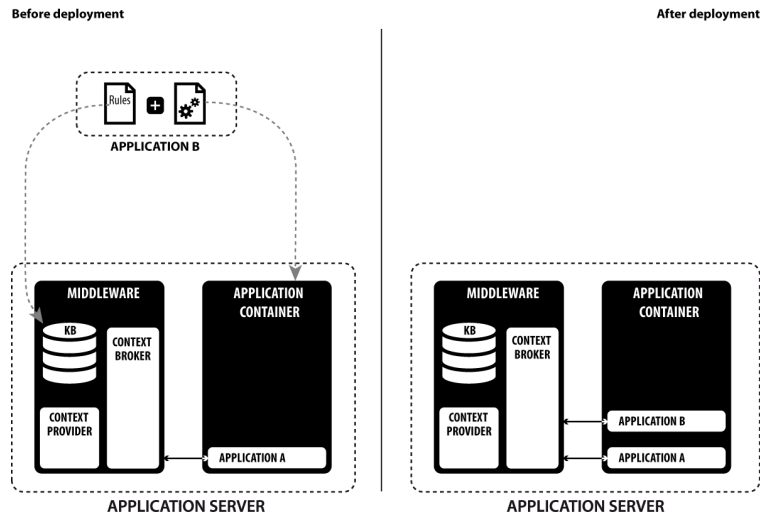 Before deployment
After deployment
Rules
APPLICATION B
MIDDLEWARE
KB
CONTEXT
BROKER
CONTEXT
PROVIDER
APPLICATION
CONTAINER
APPLICATION A
APPLICATION SERVER
MIDDLEWARE
KB
CONTEXT
BROKER
CONTEXT
PROVIDER
APPLICATION
CONTAINER
APPLICATION B
APPLICATION A
APPLICATION SERVER